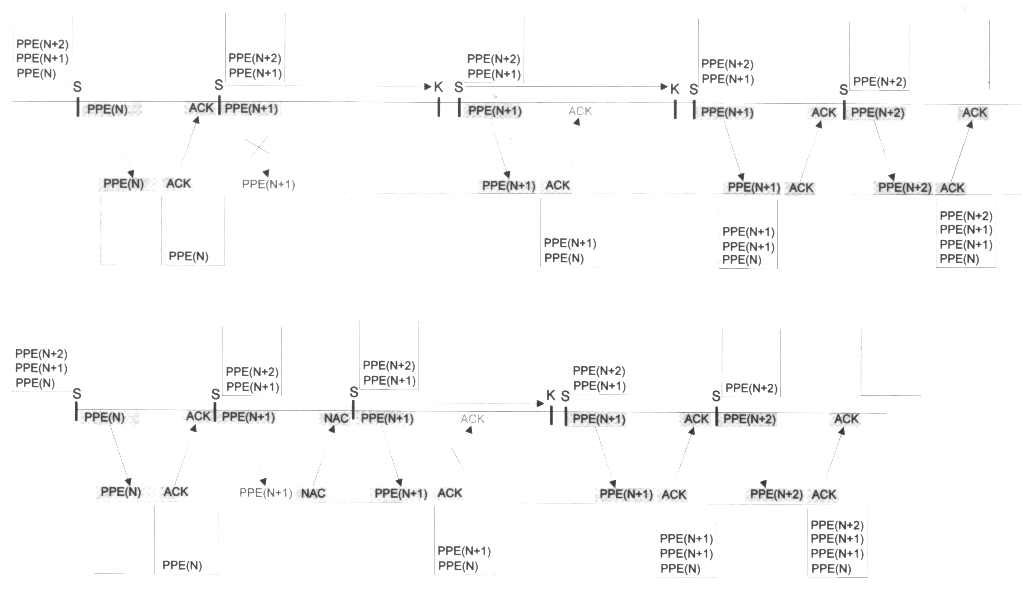 PPE(N+2)
PPE(N+1)
PPE(N)
PPE(N+2)
PPE(N+1)
PPE(N+2)
PPE(N+1)
PPE(N+2)
PPE(N+1)
PPE(N+2)
S S K S K S S
PPE(N) ACK PPE(N+1) PPE(N+1) ACK PPE(N+1) ACK PPE(N+2) ACK
PPE(N) ACK PPE(N+1) PPE(N+1) ACK PPE(N+1) ACK PPE(N+2) ACK
PPE(N)
PPE(N+1)
PPE(N)
PPE(N+1)
PPE(N+1)
PPE(N)
PPE(N+2)
PPE(N+1)
PPE(N+1)
PPE(N)
PPE(N+2)
PPE(N+1)
PPE(N)
PPE(N+2)
PPE(N+1)
PPE(N+2)
PPE(N+1)
PPE(N+2)
PPE(N+1)
PPE(N+2)
S S S K S S
PPE(N) ACK PPE(N+1) NAC PPE(N+1) ACK PPE(N+1) ACK PPE(N+2) ACK
PPE(N) ACK PPE(N+1) NAC PPE(N+1) ACK PPE(N+1) ACK PPE(N+2) ACK
PPE(N)
PPE(N+1)
PPE(N)
PPE(N+1)
PPE(N+1)
PPE(N)
PPE(N+2)
PPE(N+1)
PPE(N+1)
PPE(N)